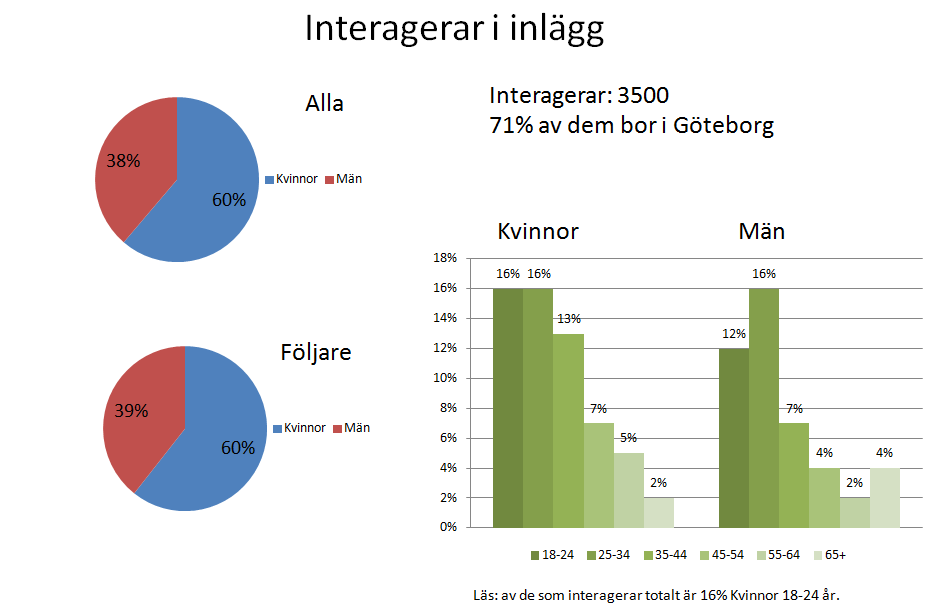 Interagerar i inlägg
Alla
38%
60%
Kvinnor Män
Följare
39%
60%
Kvinnor Män
Interagerar: 3500
71% av dem bor i Göteborg
Kvinnor Män
18%
16%
14%
12%
10%
8%
6%
4%
2%
0%
16% 16% 13% 7% 5% 2%
12% 16% 7% 4% 2% 4%
18-24 25-34 35-44 45-54 55-64 65+
Läs: av de som interagerar totalt är 16% Kvinnor 18-24 år.